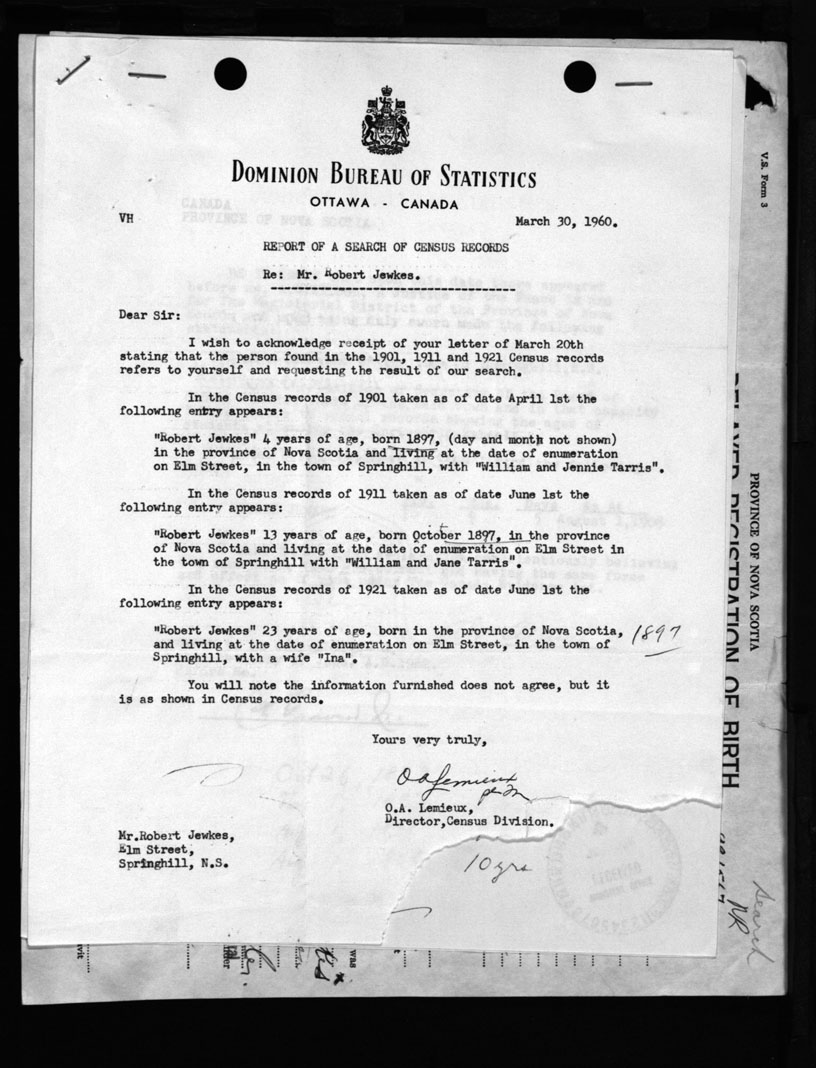 DOMINION BUREAU OF STATISTICS
OTTAWA - CANADA
VH
March 30, 1960.
REPORT OF A SEARCH OF CENSUS RECORDS
Re: Mr. Robert Jewkes.
Dear Sir:
I wish to acknowledge receipt of your letter of March 20th
stating that the person found in the 1901, 1911 and 1921 Census records
refers to yourself and requesting the result of our search.
In the Census records of 1901 taken as of date April 1st the
following entry appears:
"Robert Jewkes" 4 years of age, born 1897, (day and month not shown)
in the province of Nova Scotia and living at the date of enumeration
on Elm Street, in the town of Springhill, with "William and Jennie Tarris".
In the Census records of 1911 taken as of date June 1st the
following entry appears:
"Robert Jewkes" 13 years of age, born October 1897, in the province
of Nova Scotia and living at the date of enumeration on Elm Street in
the town of Springhill with "William and Jane Tarris".
In the Census records of 1921 taken as of date June 1st the
following entry appears:
"Robert Jewkes" 23 years of age, born in the province of Nova Scotia,
and living at the date of enumeration on Elm Street, in the town of
Springhill, with a wife "Ina".
1897
You will note the information furnished does not agree, but it
is as shown in Census records.
Yours very truly,
O A Lemieux
O.A. Lemieux,
Director,Census Division.
Mr.Robert Jewkes,
Elm Street,
Springhill, N.S.
10 yrs
V.S. Form 3
PROVINCE OF NOVA SCOTIA
DELAYED REGISTRATION OF BIRTH
NR
Search
was